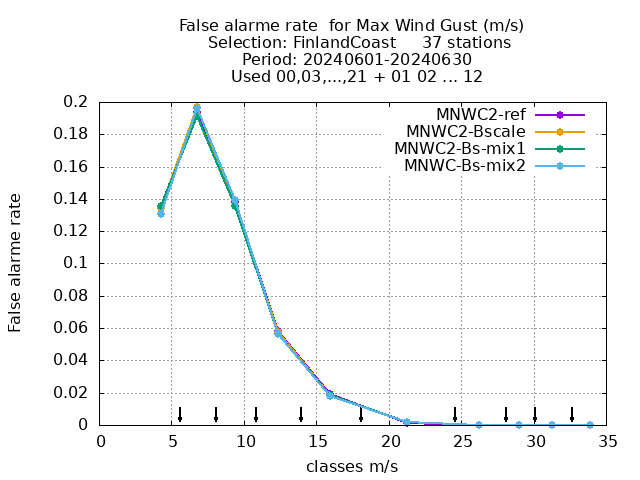 False alarme rate  for Max Wind Gust (m/s)
Selection: FinlandCoast     37 stations
Period: 20240601-20240630
Used 00,03,...,21 + 01 02 ... 12
MNWC2-ref
MNWC2-Bscale
MNWC2-Bs-mix1
MNWC-Bs-mix2
False alarme rate
0.2
0.18
0.16
0.14
0.12
0.1
0.08
0.06
0.04
0.02
0
0 5 10 15 20 25 30 35
classes m/s